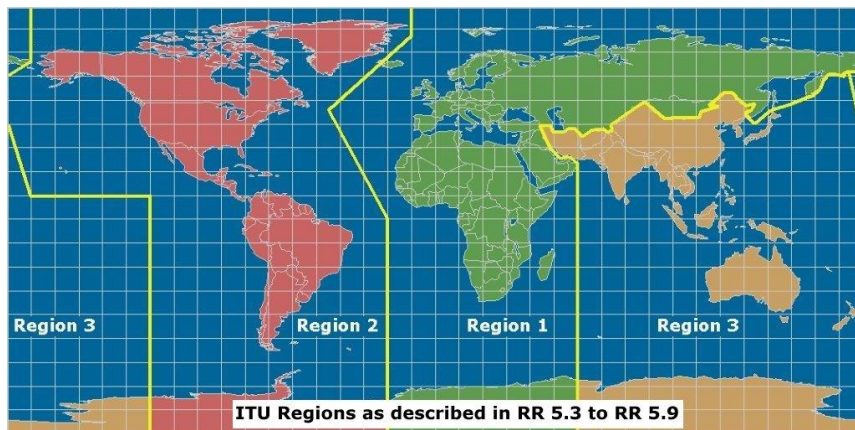 Region 3
Region 2
Region 1
Region 3
ITU Regions as described in RR 5.3 to RR 5.9